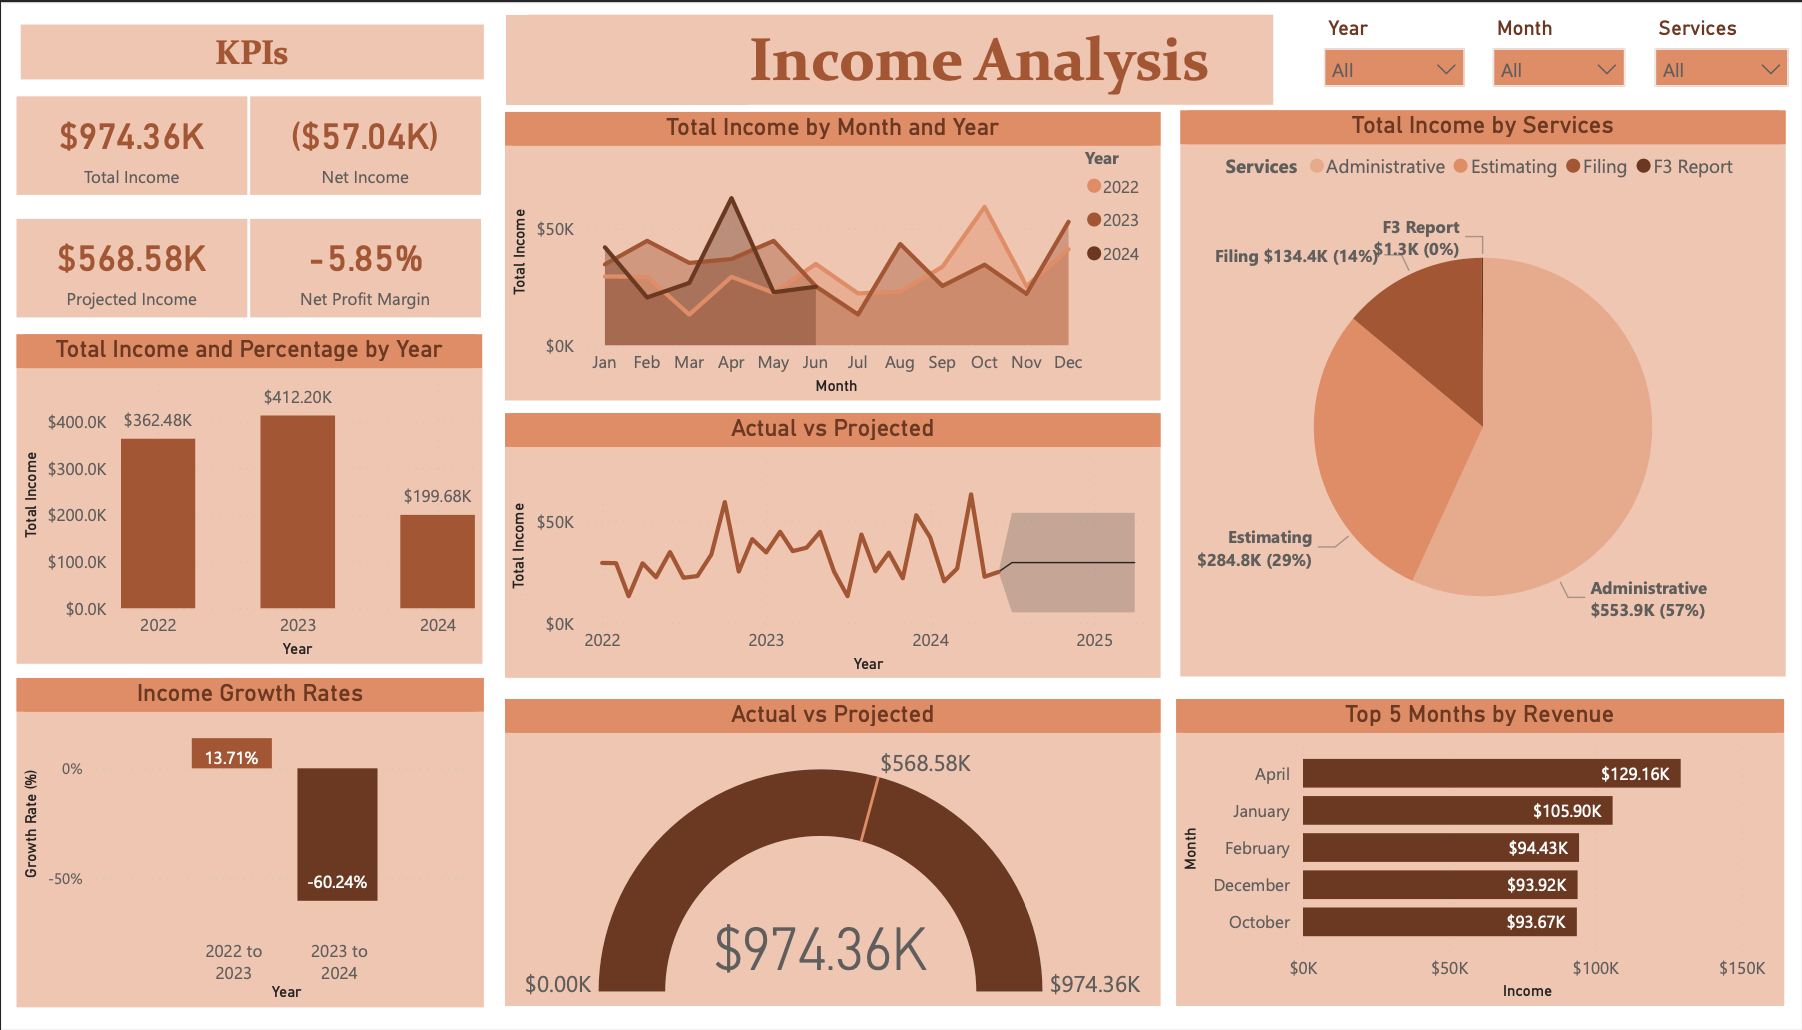 KPIs
$974.36K
Total Income
($57.04K)
Net Income
$568.58K
Projected Income
-5.85%
Net Profit Margin
Income Analysis
Year
All
Month
All
Services
All
Total Income and Percentage by Year
Total Income
$400.0K
$300.0K
$200.0K
$100.0K
$0.0K
$362.48K
$412.20K
$199.68K
2022
2023
2024
Year
Income Growth Rates
Growth Rate (%)
0%
-50%
13.71%
-60.24%
2022 to
2023
2023 to
2024
Year
Total Income by Month and Year
Year
2022
2023
2024
Total Income
$50K
$0K
Jan Feb Mar Apr May Jun Jul Aug Sep Oct Nov Dec
Month
Actual vs Projected
Total Income
$50K
$0K
2022 2023 2024 2025
Year
Actual vs Projected
$568.58K
$974.36K
$0.00K
$974.36K
Total Income by Services
Services Administrative Estimating Filing F3 Report
F3 Report
$1.3K (0%)
Filing $134.4K (14%)
Estimating
$284.8K (29%)
Administrative
$553.9K (57%)
Top 5 Months by Revenue
Month
April $129.16K
January $105.90K
February $94.43K
December $93.92K
October $93.67K
$0K $50K $100K $150K
Income